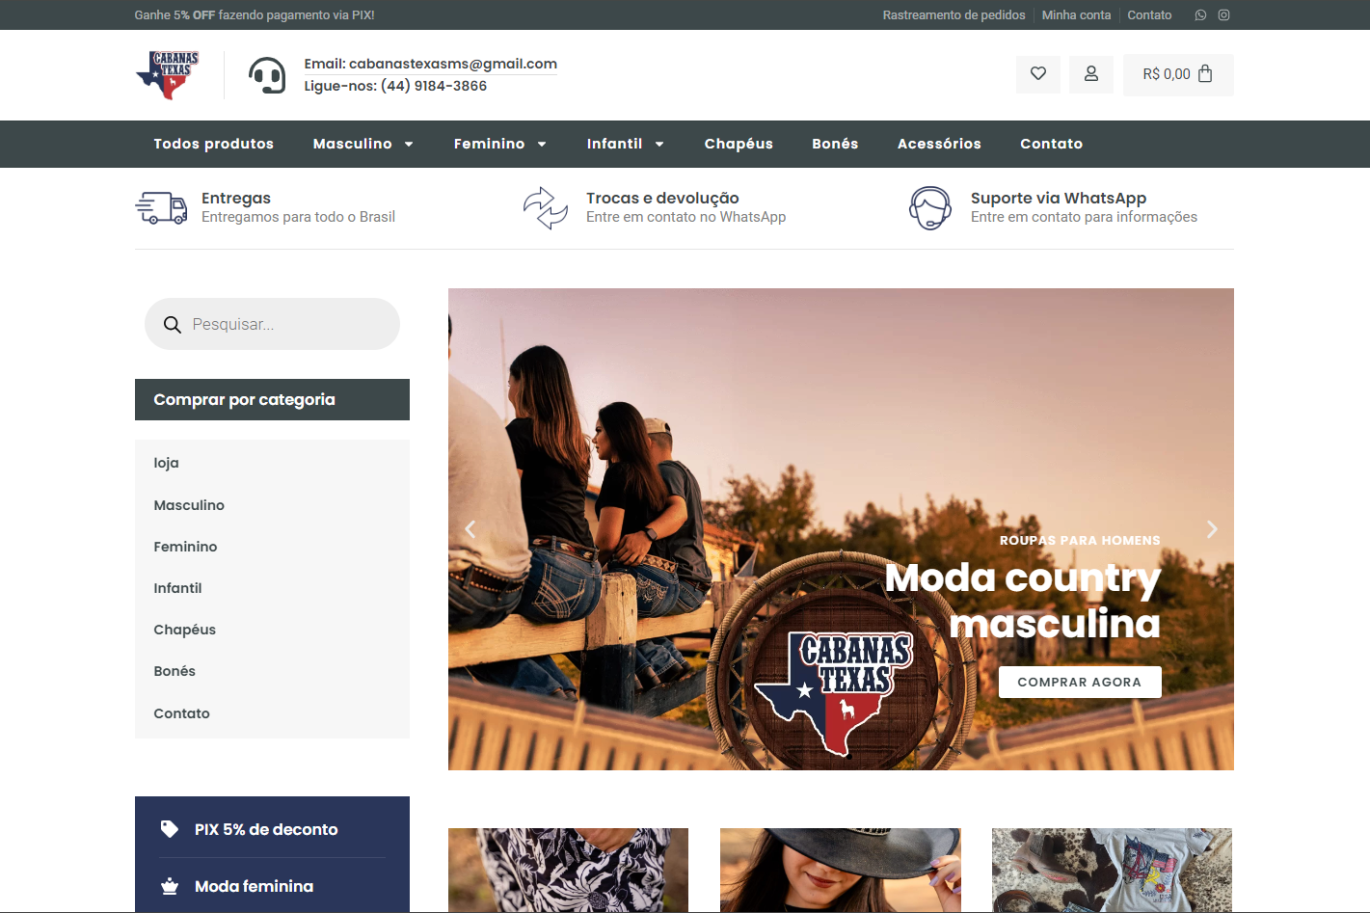 Ganhe 5% OFF fazendo pagamento via PIX!
Rastreamento de pedidos
Minha conta
Contato
CABANAS
TEXAS
Email: cabanastexasms@gmail.com
Ligue-nos: (44) 9184-3866
R$ 0,00
Todos produtos
Masculino
Feminino
Infantil
Chapéus
Bonés
Acessórios
Contato
Entregas
Entregamos para todo o Brasil
Trocas e devolução
Entre em contato no WhatsApp
Suporte via WhatsApp
Entre em contato para informações
Pesquisar...
Comprar por categoria
loja
Masculino
Feminino
Infantil
Chapéus
Bonés
Contato
PIX 5% de deconto
Moda feminina
ROUPAS PARA HOMENS
Moda country
masculina
COMPRAR AGORA
CABANAS
TEXAS